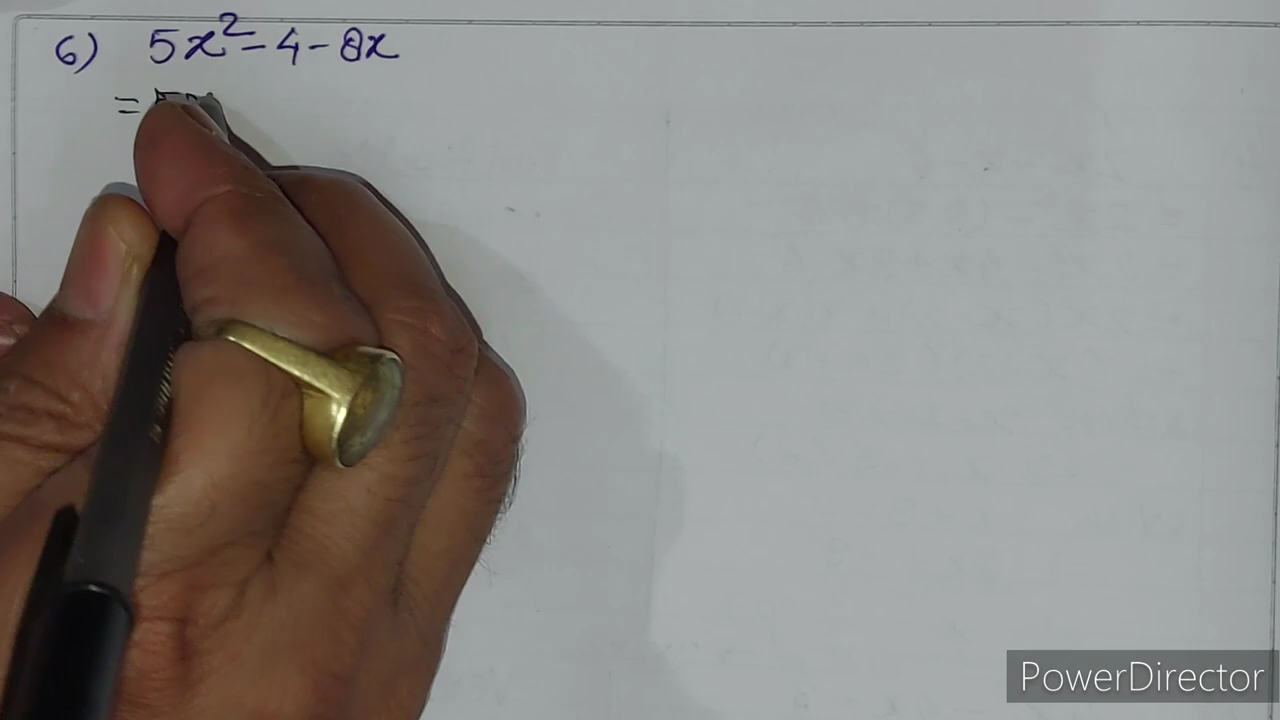 6) 5x² - 4 - 8x
=
PowerDirector